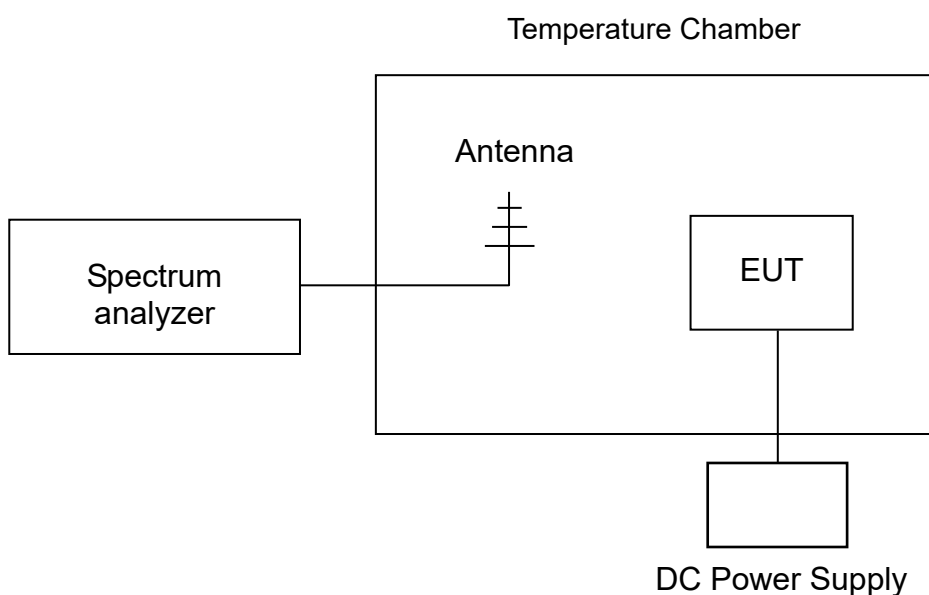 Temperature Chamber
Antenna
Spectrum
analyzer
EUT
DC Power Supply